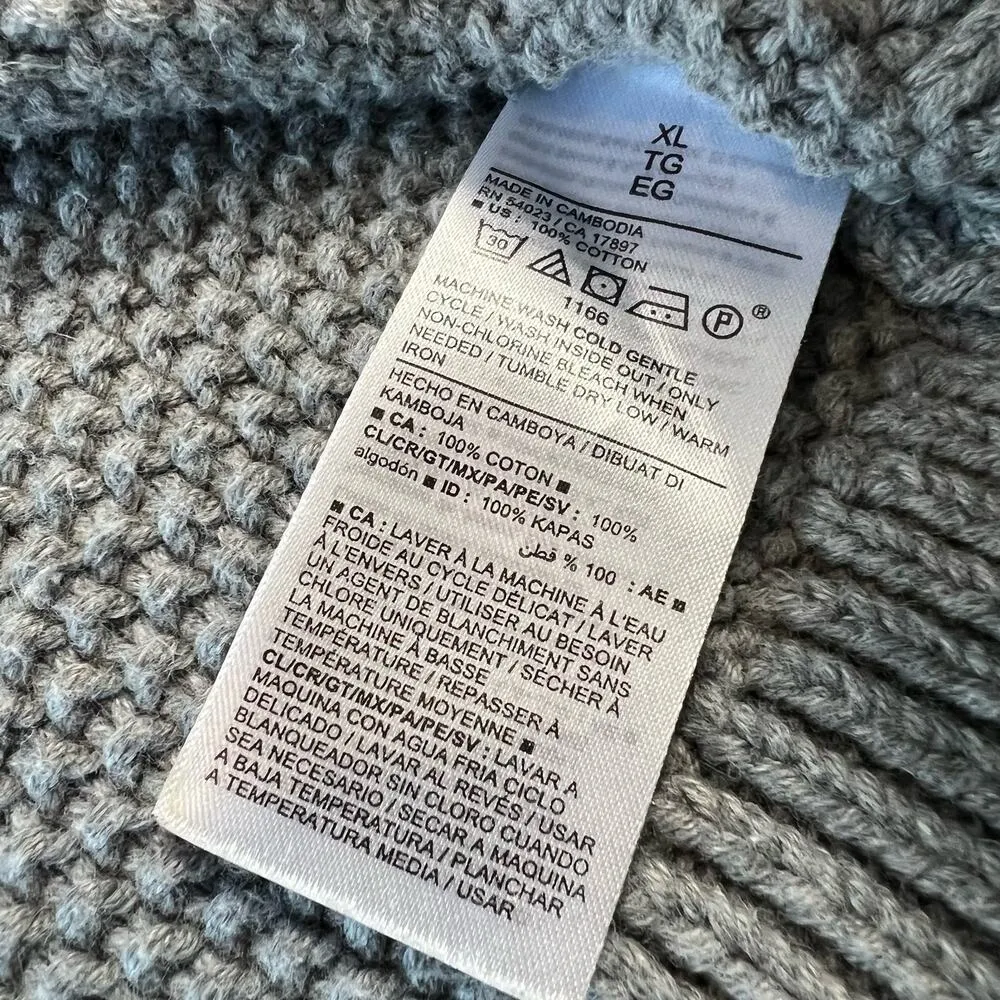 XL
TG
EG
MADE IN CAMBODIA
RN 54023 / CA 17897
■ US : 100% COTTON
30
P ®
1166
MACHINE WASH COLD GENTLE
CYCLE / WASH INSIDE OUT / ONLY
NON-CHLORINE BLEACH WHEN
NEEDED / TUMBLE DRY LOW / WARM
IRON
HECHO EN CAMBOYA / DIBUAT DI
KAMBOJA
■ CA : 100% COTON ■
CL/CR/GT/MX/PA/PE/SV : 100%
algodón ■ ID : 100% KAPAS
■ AE : 100 % قطن
■ CA : LAVER À LA MACHINE À L'EAU
FROIDE AU CYCLE DÉLICAT / LAVER
À L'ENVERS / UTILISER AU BESOIN
UN AGENT DE BLANCHIMENT SANS
CHLORE UNIQUEMENT / SÉCHER À
LA MACHINE À BASSE
TEMPÉRATURE / REPASSER À
TEMPÉRATURE MOYENNE ■
CL/CR/GT/MX/PA/PE/SV : LAVAR A
MAQUINA CON AGUA FRIA CICLO
DELICADO / LAVAR AL REVÉS / USAR
BLANQUEADOR SIN CLORO CUANDO
SEA NECESARIO / SECAR A MAQUINA
A BAJA TEMPERATURA / PLANCHAR
A TEMPERATURA MEDIA / USAR